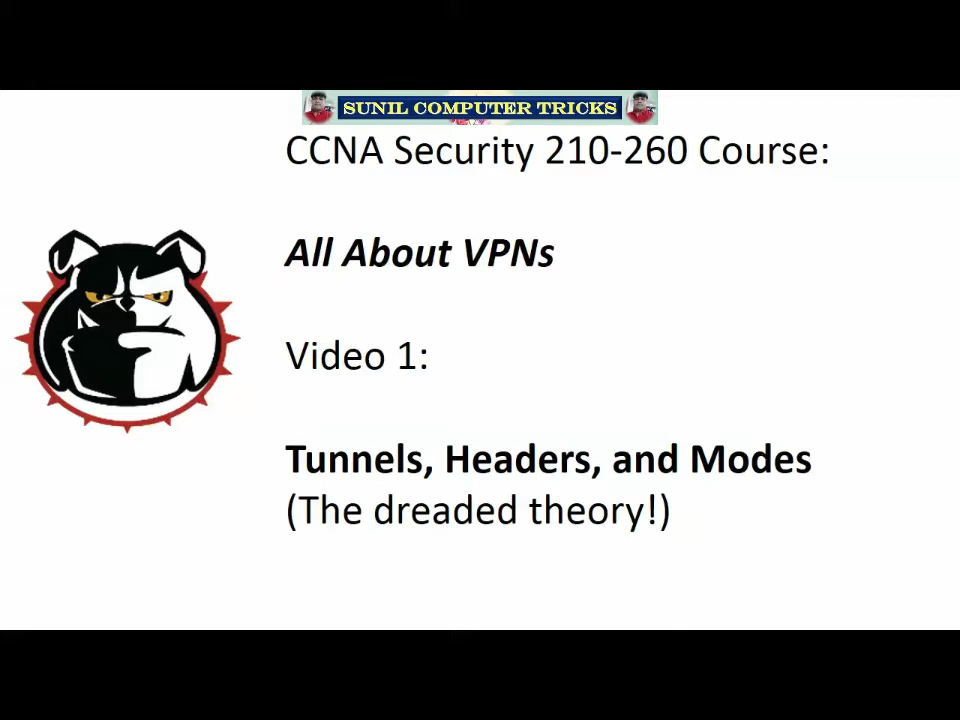 SUNIL COMPUTER TRICKS
CCNA Security 210-260 Course:
All About VPNs
Video 1:
Tunnels, Headers, and Modes
(The dreaded theory!)